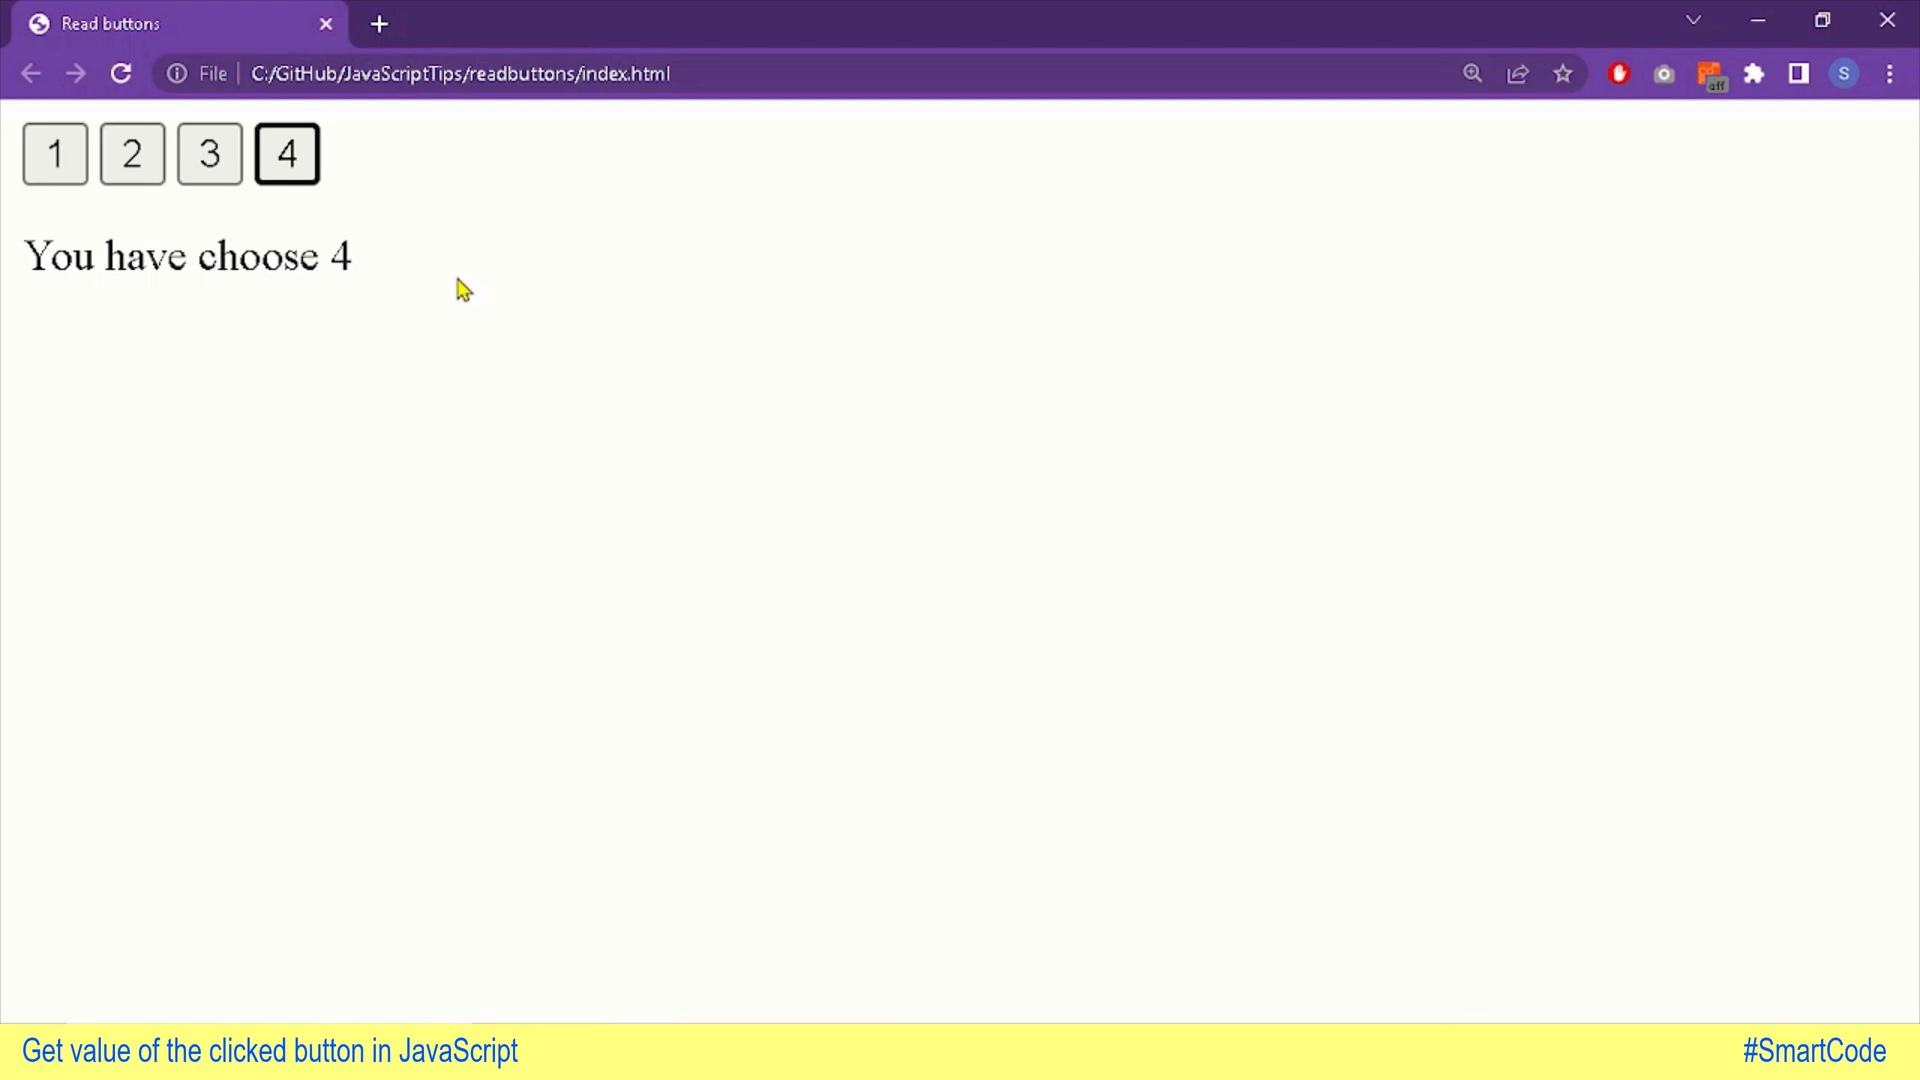 Read buttons
File C:/GitHub/JavaScriptTips/readbuttons/index.html
off
S
1 2 3 4
You have choose 4
Get value of the clicked button in JavaScript
#SmartCode